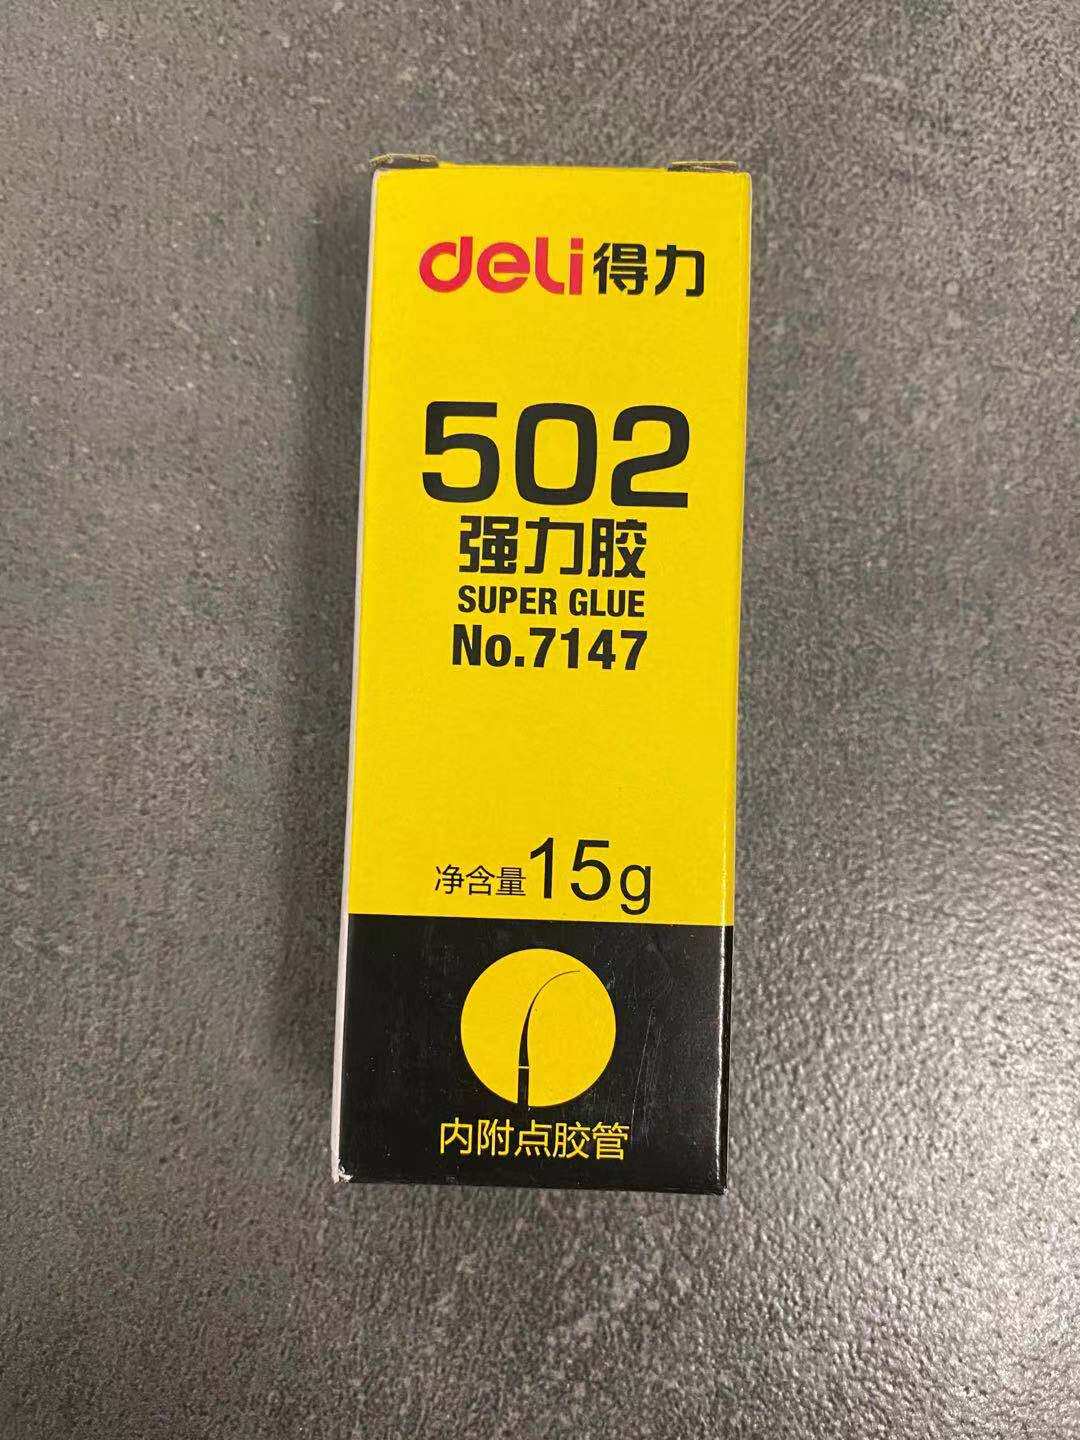 deli得力
502
强力胶
SUPER GLUE
No.7147
净含量15g
内附点胶管